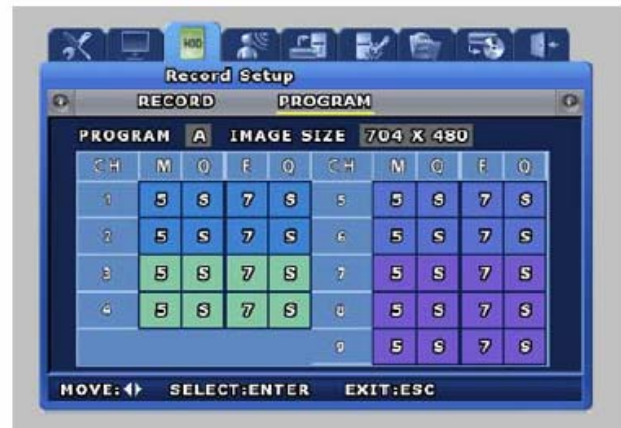 HDD
Record Setup
RECORD PROGRAM
PROGRAM A IMAGE SIZE 704 X 480
CH M Q E Q CH M Q E Q
1 5 S 7 S 5 5 S 7 S
2 5 S 7 S 6 5 S 7 S
3 5 S 7 S 7 5 S 7 S
4 5 S 7 S 8 5 S 7 S
9 5 S 7 S
MOVE: SELECT:ENTER EXIT:ESC